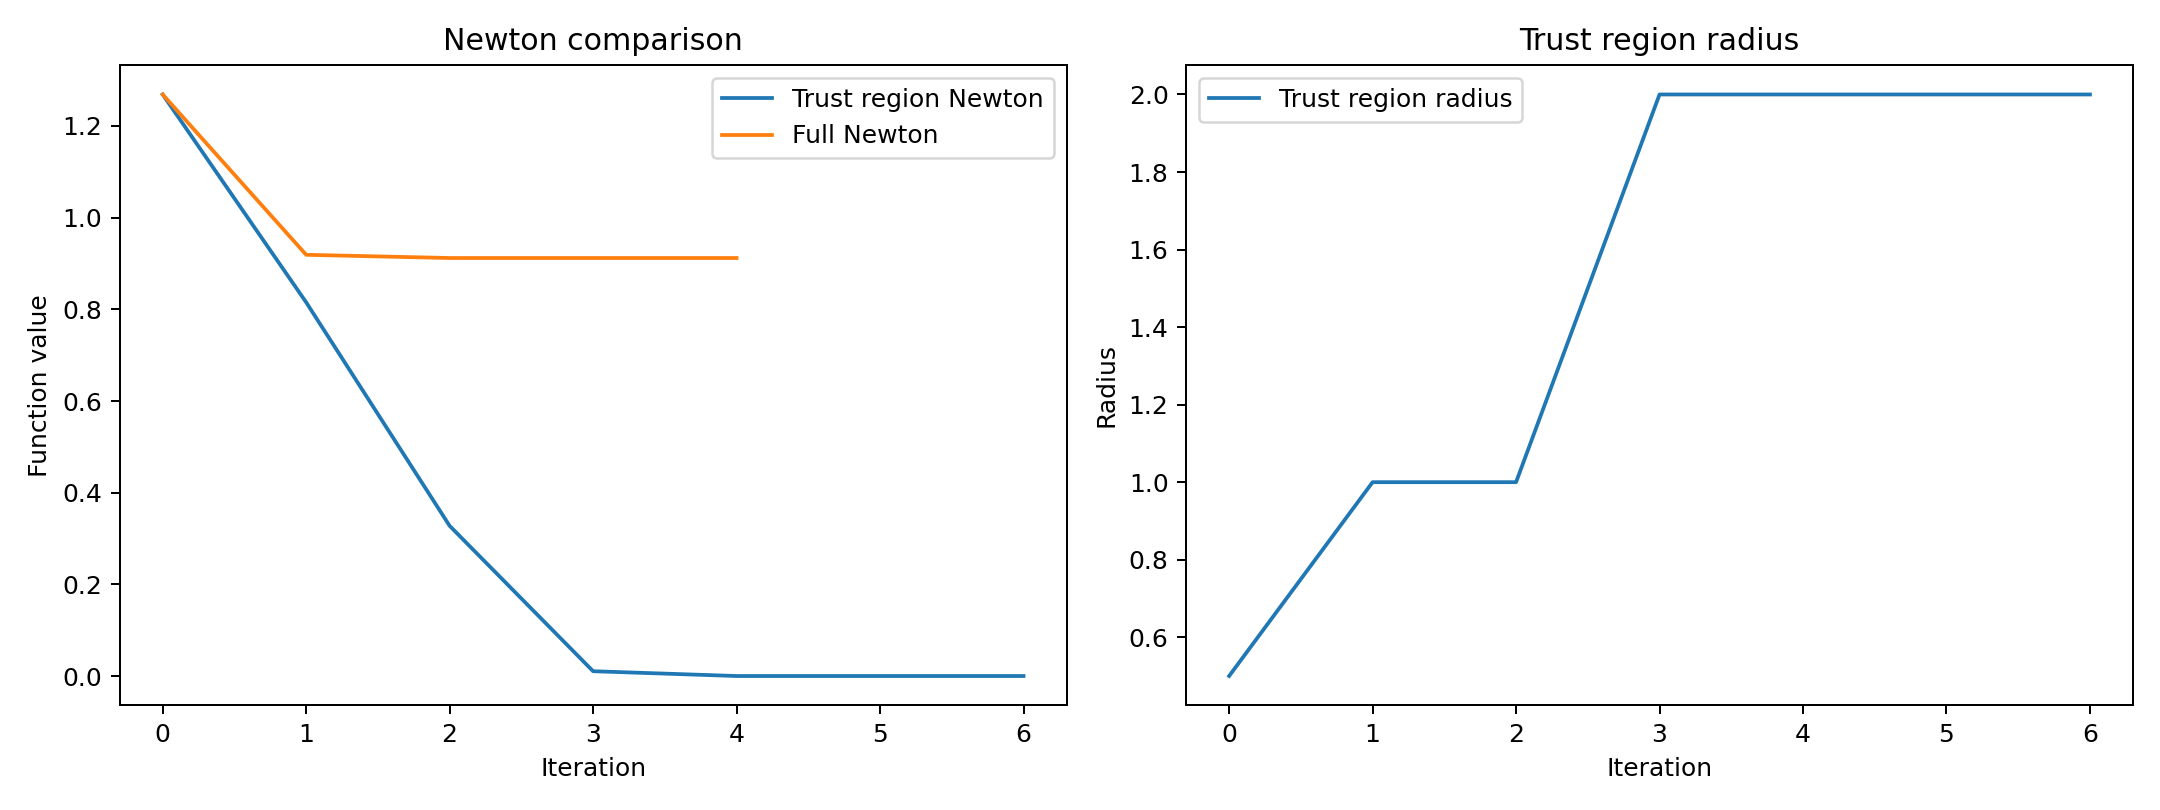 Newton comparison
Trust region Newton
Full Newton
1.2
1.0
0.8
0.6
0.4
0.2
0.0
Function value
0 1 2 3 4 5 6
Iteration
Trust region radius
Trust region radius
2.0
1.8
1.6
1.4
1.2
1.0
0.8
0.6
Radius
0 1 2 3 4 5 6
Iteration